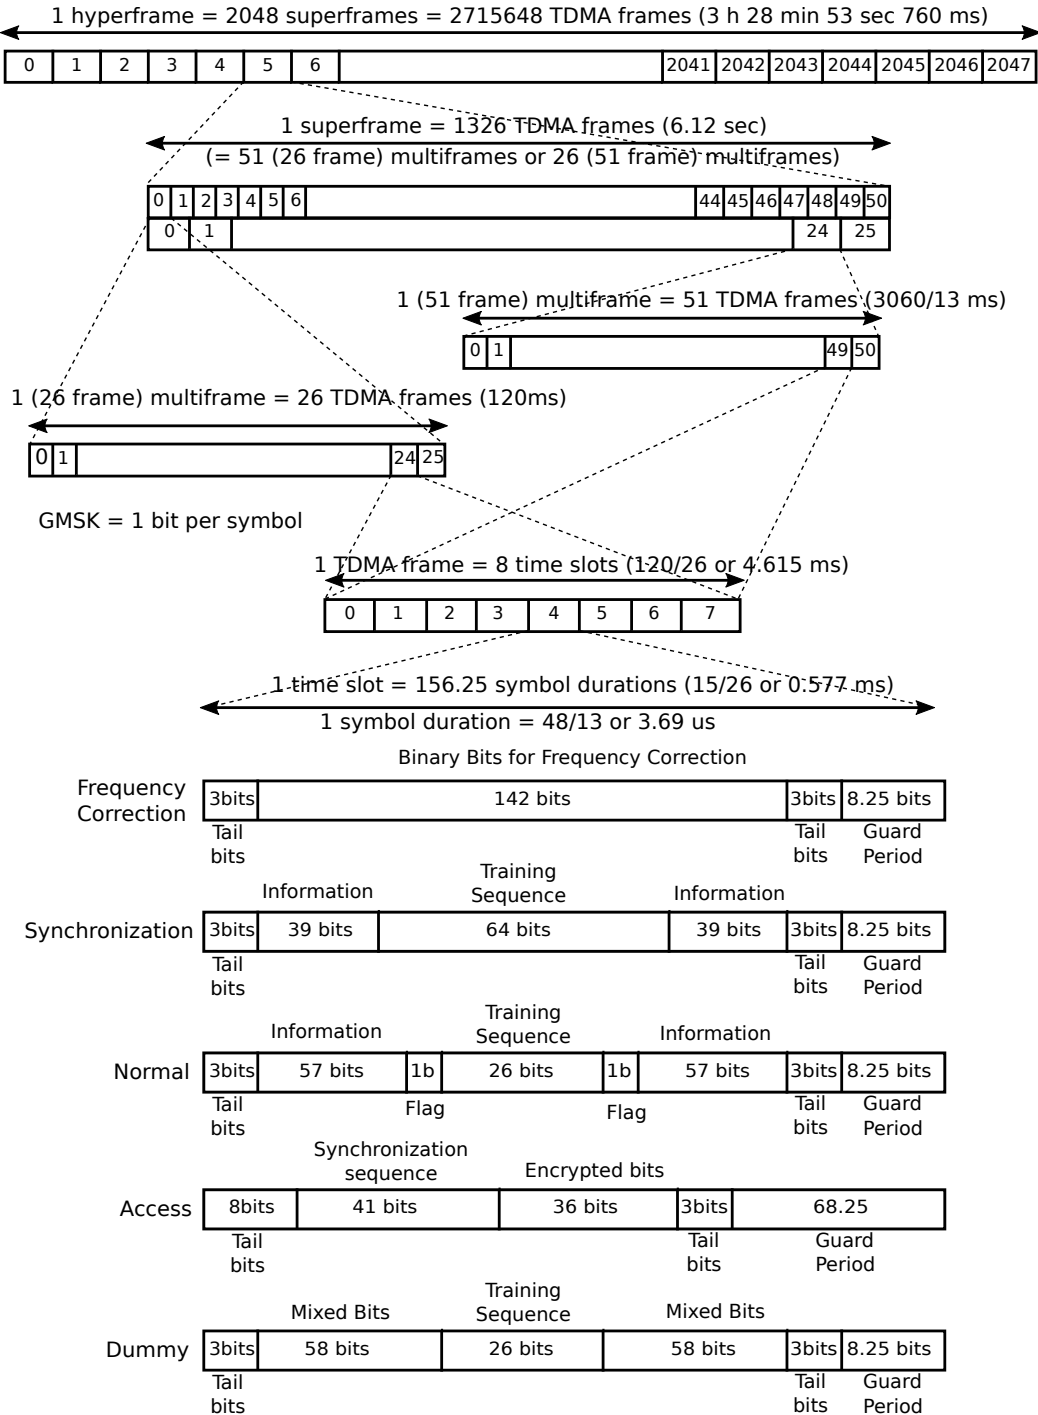 1 hyperframe = 2048 superframes = 2715648 TDMA frames (3 h 28 min 53 sec 760 ms)
0 1 2 3 4 5 6 2041 2042 2043 2044 2045 2046 2047
1 superframe = 1326 TDMA frames (6.12 sec)
(= 51 (26 frame) multiframes or 26 (51 frame) multiframes)
0 1 2 3 4 5 6 44 45 46 47 48 49 50
0 1 24 25
1 (51 frame) multiframe = 51 TDMA frames (3060/13 ms)
0 1 49 50
1 (26 frame) multiframe = 26 TDMA frames (120ms)
0 1 24 25
GMSK = 1 bit per symbol
1 TDMA frame = 8 time slots (120/26 or 4.615 ms)
0 1 2 3 4 5 6 7
1 time slot = 156.25 symbol durations (15/26 or 0.577 ms)
1 symbol duration = 48/13 or 3.69 us
Binary Bits for Frequency Correction
Frequency
Correction
3bits 142 bits 3bits 8.25 bits
Tail
bits
Tail
bits
Guard
Period
Information
Training
Sequence
Information
Synchronization
3bits 39 bits 64 bits 39 bits 3bits 8.25 bits
Tail
bits
Tail
bits
Guard
Period
Information
Training
Sequence
Information
Normal
3bits 57 bits 1b 26 bits 1b 57 bits 3bits 8.25 bits
Tail
bits
Flag
Flag
Tail
bits
Guard
Period
Synchronization
sequence
Encrypted bits
Access
8bits 41 bits 36 bits 3bits 68.25
Tail
bits
Tail
bits
Guard
Period
Mixed Bits
Training
Sequence
Mixed Bits
Dummy
3bits 58 bits 26 bits 58 bits 3bits 8.25 bits
Tail
bits
Tail
bits
Guard
Period